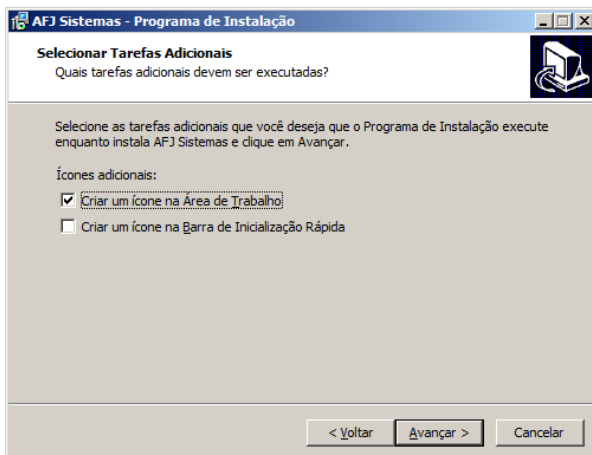 AFJ Sistemas - Programa de Instalação
Selecionar Tarefas Adicionais
Quais tarefas adicionais devem ser executadas?
Selecione as tarefas adicionais que você deseja que o Programa de Instalação execute
enquanto instala AFJ Sistemas e clique em Avançar.
Ícones adicionais:
Criar um ícone na Área de Trabalho
Criar um ícone na Barra de Inicialização Rápida
< Voltar Avançar > Cancelar